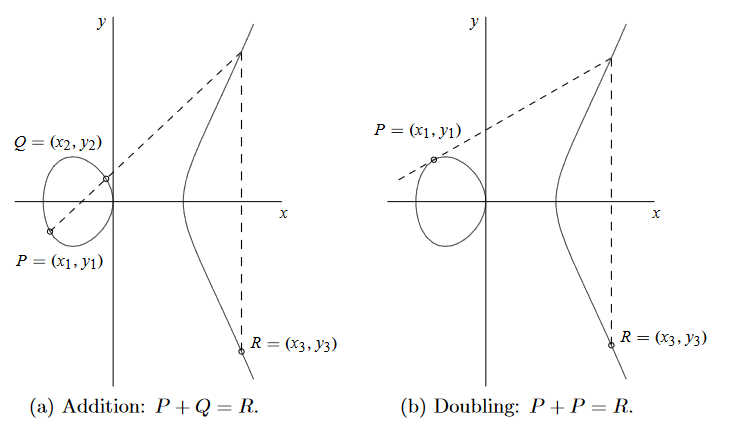 y
Q = (x₂, y₂)
x
P = (x₁, y₁)
R = (x₃, y₃)
(a) Addition: P + Q = R.
y
P = (x₁, y₁)
x
R = (x₃, y₃)
(b) Doubling: P + P = R.